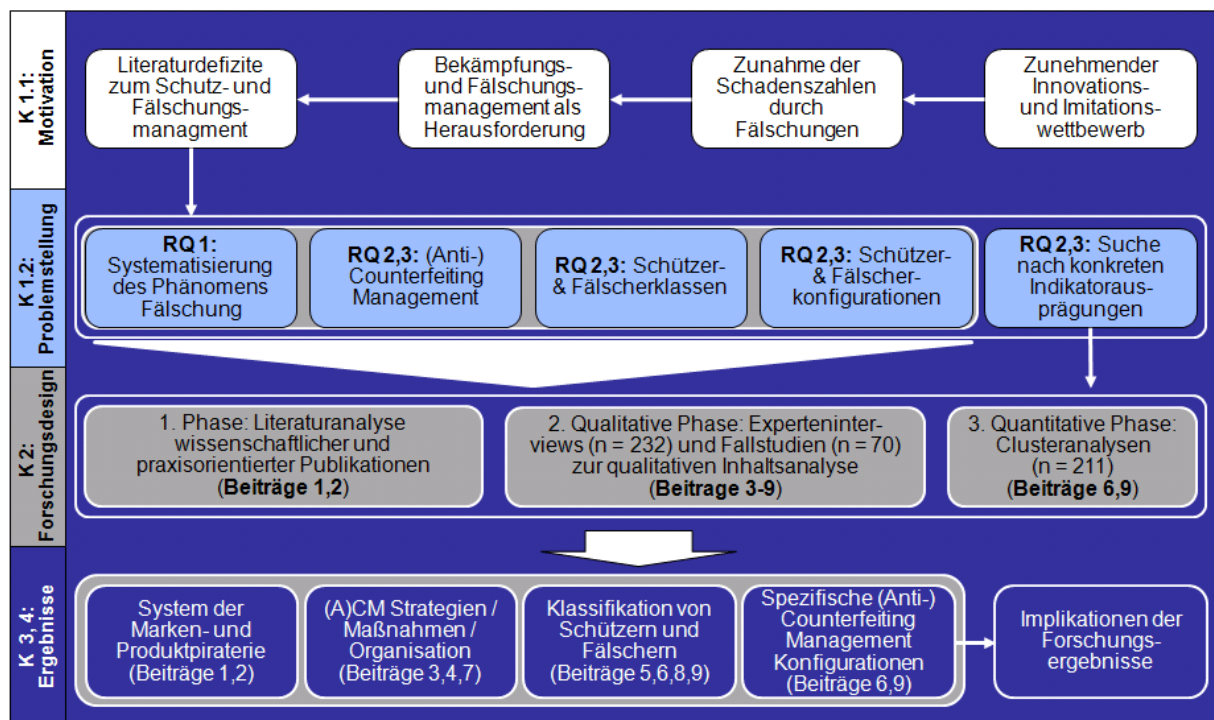 K 1.1:
Motivation
Literaturdefizite
zum Schutz- und
Fälschungs-
managment
Bekämpfungs-
und Fälschungs-
management als
Herausforderung
Zunahme der
Schadenszahlen
durch
Fälschungen
Zunehmender
Innovations-
und Imitations-
wettbewerb
K 1.2:
Problemstellung
RQ 1:
Systematisierung
des Phänomens
Fälschung
RQ 2,3: (Anti-)
Counterfeiting
Management
RQ 2,3: Schützer-
& Fälscherklassen
RQ 2,3: Schützer-
& Fälscher-
konfigurationen
RQ 2,3: Suche
nach konkreten
Indikatoraus-
prägungen
K 2:
Forschungsdesign
1. Phase: Literaturanalyse
wissenschaftlicher und
praxisorientierter Publikationen
(Beiträge 1,2)
2. Qualitative Phase: Experteninter-
views (n = 232) und Fallstudien (n = 70)
zur qualitativen Inhaltsanalyse
(Beitrage 3-9)
3. Quantitative Phase:
Clusteranalysen
(n = 211)
(Beiträge 6,9)
K 3, 4:
Ergebnisse
System der
Marken- und
Produktpiraterie
(Beiträge 1,2)
(A)CM Strategien /
Maßnahmen /
Organisation
(Beiträge 3,4,7)
Klassifikation von
Schützern und
Fälschern
(Beiträge 5,6,8,9)
Spezifische (Anti-)
Counterfeiting
Management
Konfigurationen
(Beiträge 6,9)
Implikationen der
Forschungs-
ergebnisse